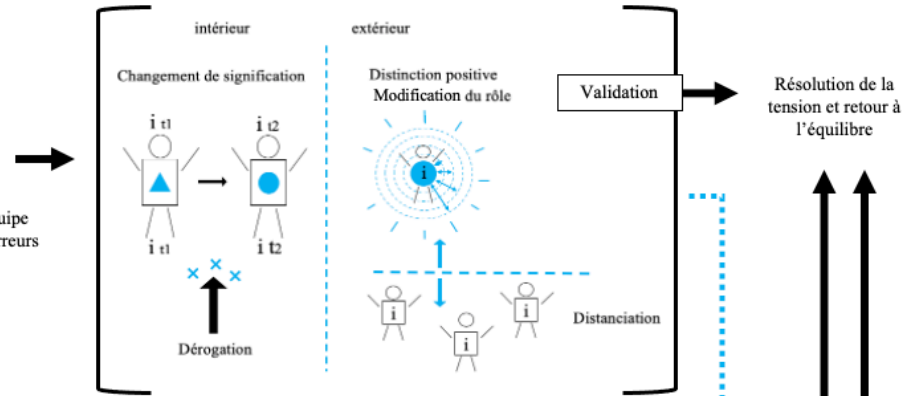 intérieur
extérieur
Changement de signification
Distinction positive
Modification du rôle
Validation
Résolution de la
tension et retour à
l'équilibre
i t1
i t2
i
i t1
i t2
i
i
i
Distanciation
Dérogation